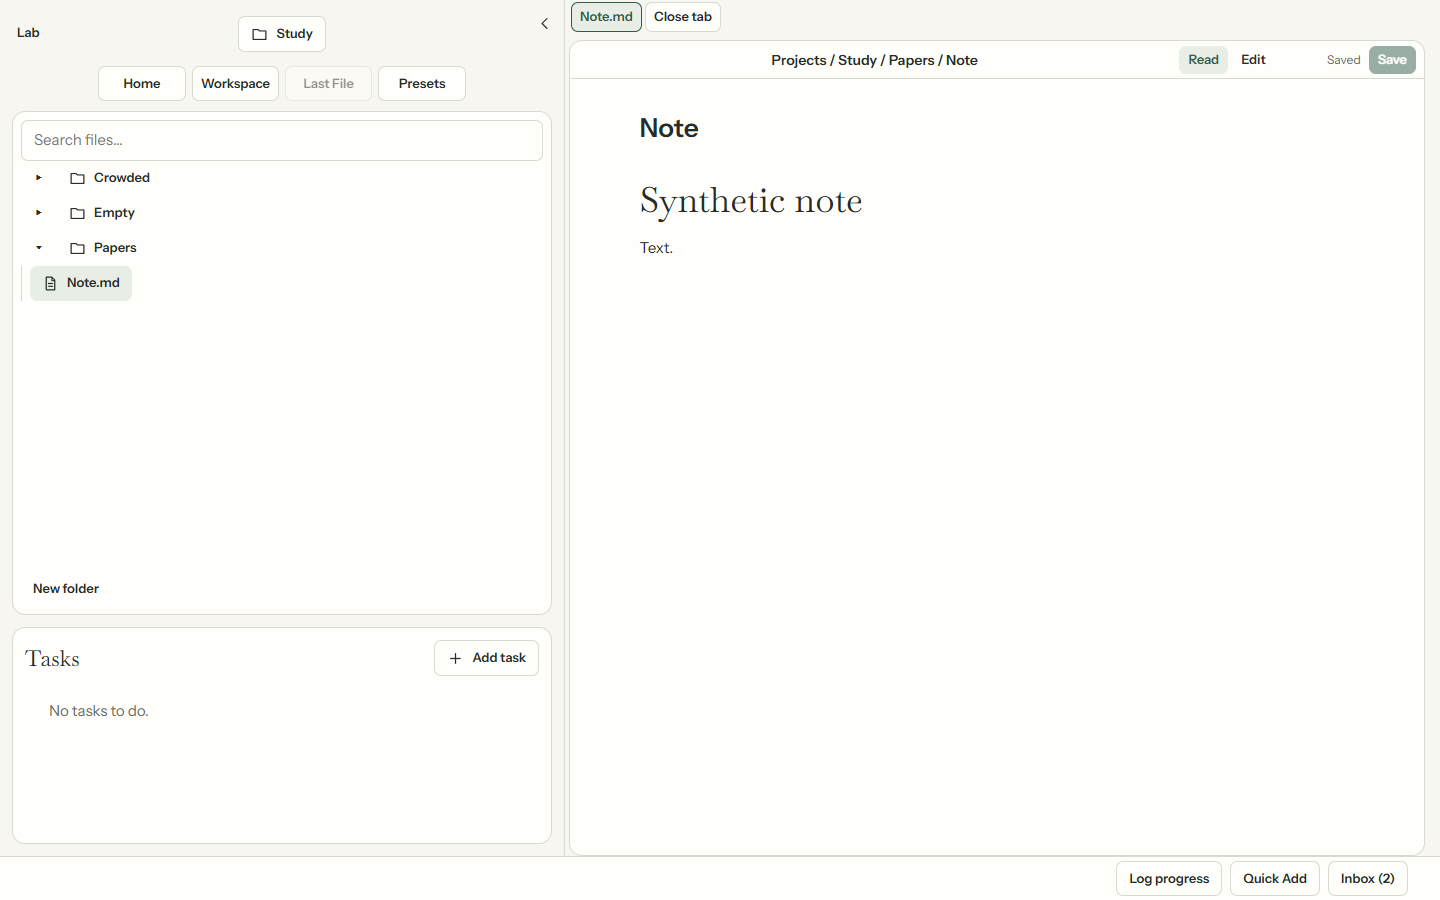 Lab
Study
Home
Workspace
Last File
Presets
Search files...
Crowded
Empty
Papers
Note.md
New folder
Tasks
Add task
No tasks to do.
Note.md
Close tab
Projects / Study / Papers / Note
Read
Edit
Saved
Save
Note
Synthetic note
Text.
Log progress
Quick Add
Inbox (2)